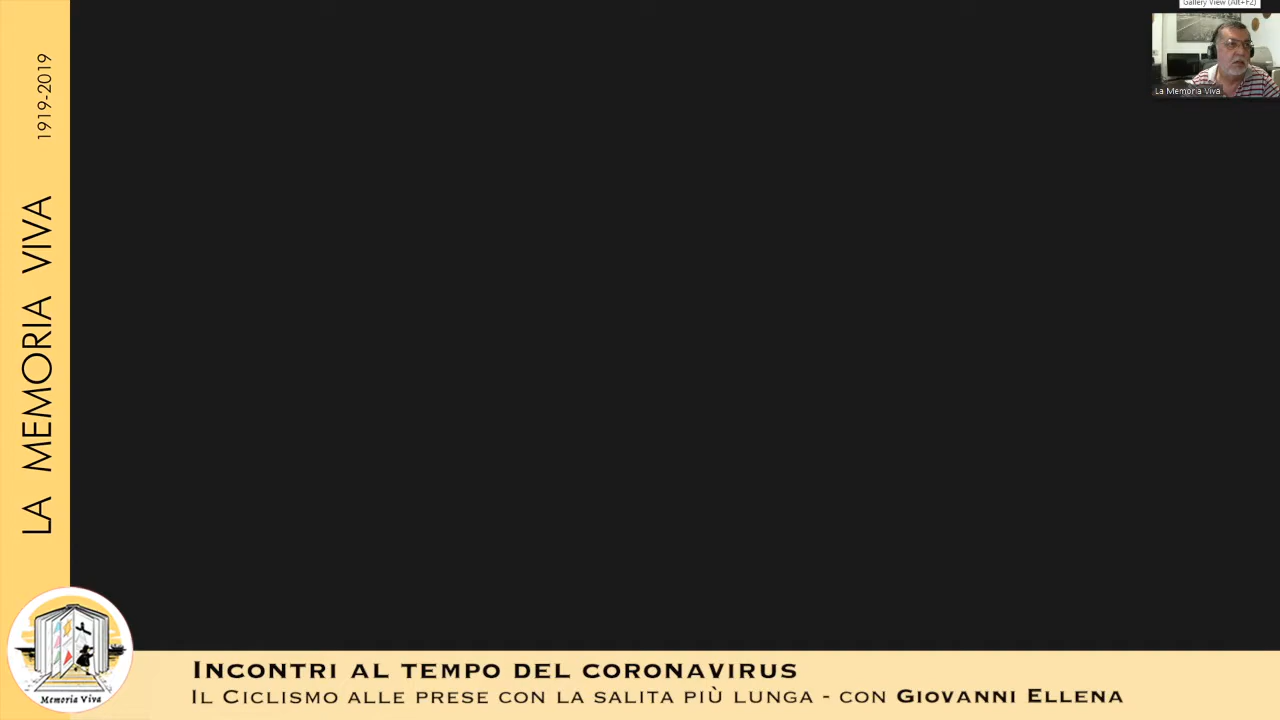 Gallery View (Alt+F2)
La Memoria Viva
LA MEMORIA VIVA 1919-2019
Memoria Viva
INCONTRI AL TEMPO DEL CORONAVIRUS
IL CICLISMO ALLE PRESE CON LA SALITA PIÙ LUNGA - CON GIOVANNI ELLENA